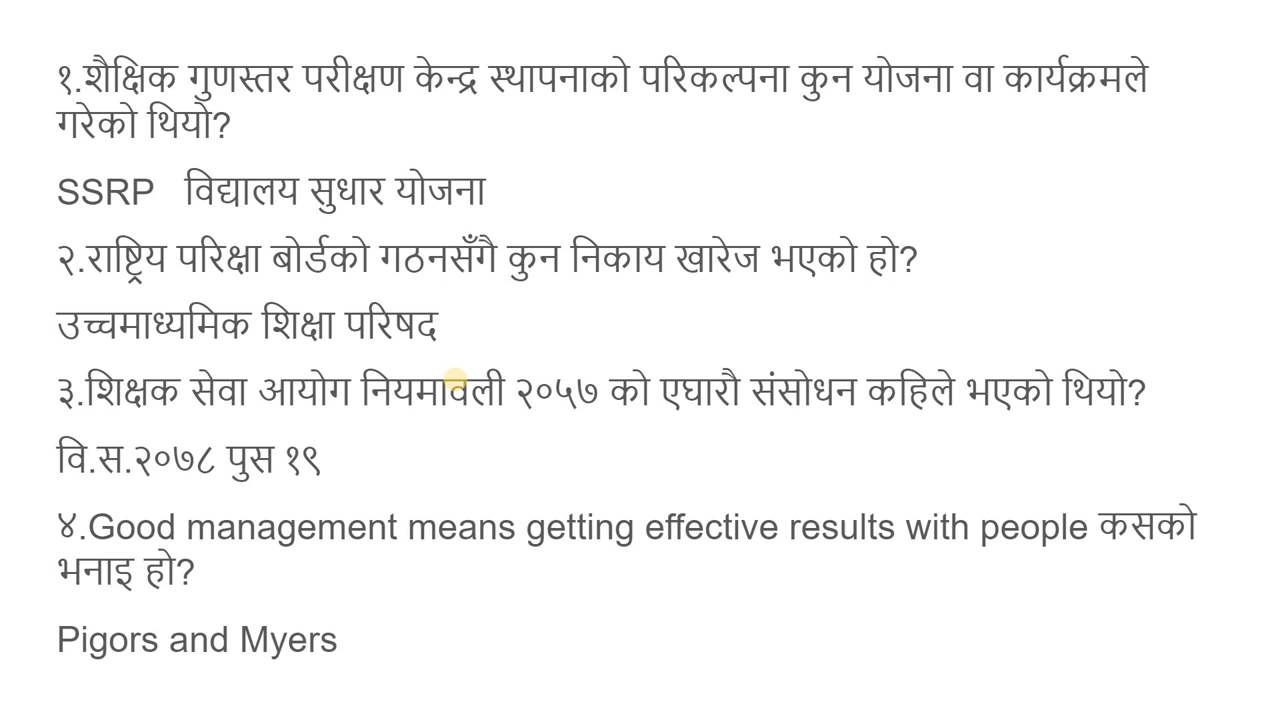 १.शैक्षिक गुणस्तर परीक्षण केन्द्र स्थापनाको परिकल्पना कुन योजना वा कार्यक्रमले
गरेको थियो?
SSRP विद्यालय सुधार योजना
२.राष्ट्रिय परिक्षा बोर्डको गठनसँगै कुन निकाय खारेज भएको हो?
उच्चमाध्यमिक शिक्षा परिषद
३.शिक्षक सेवा आयोग नियमावली २०५७ को एघारौ संसोधन कहिले भएको थियो?
वि.स.२०७८ पुस १९
४.Good management means getting effective results with people कसको
भनाइ हो?
Pigors and Myers